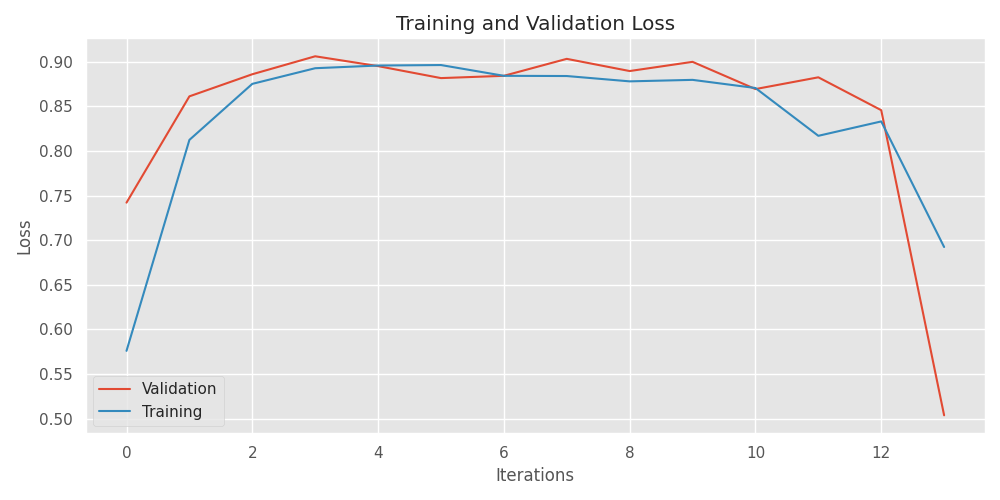 Training and Validation Loss
0.90
0.85
0.80
0.75
0.70
0.65
0.60
0.55
0.50
Loss
Validation
Training
0 2 4 6 8 10 12
Iterations